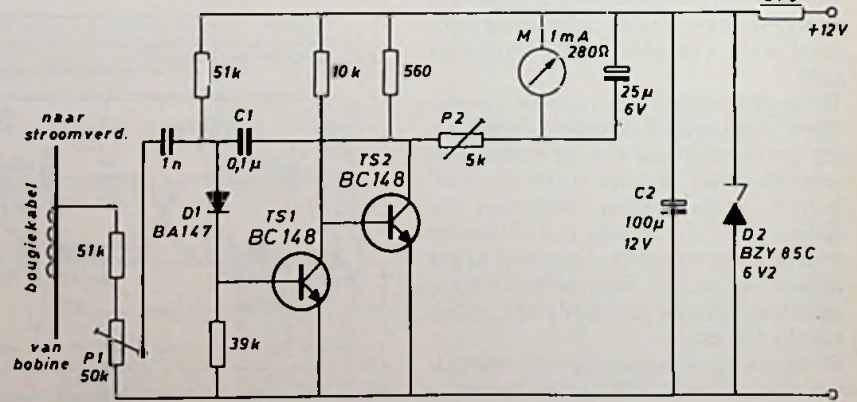 +12V
M 1mA
280Ω
51k
10k
560
25µ
6V
naar
stroomverd.
C1
P2
1n
0,1µ
5k
TS2
BC148
bougiekabel
D1
BA147
TS1
BC148
C2
100µ
12V
D2
BZY 85C
6V2
51k
39k
van
bobine
P1
50k